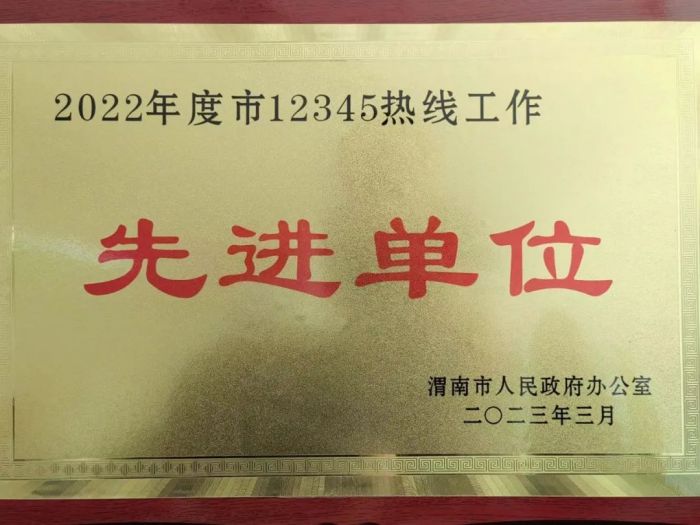 2022年度市12345热线工作
先进单位
渭南市人民政府办公室
二〇二三年三月